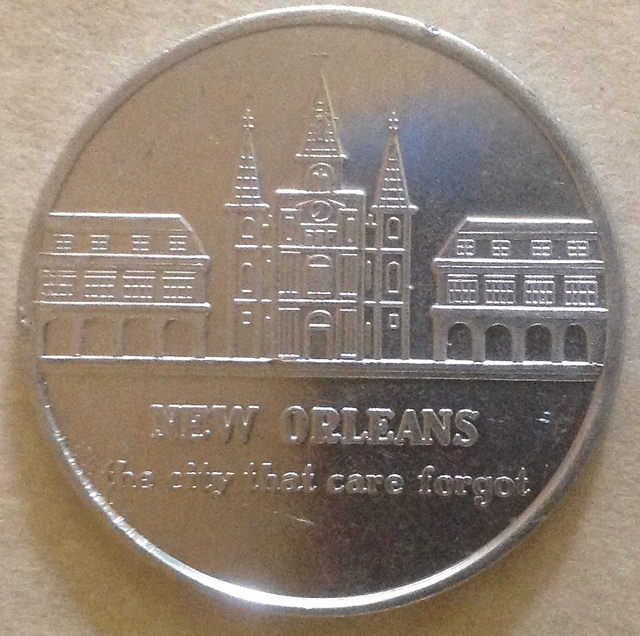 NEW ORLEANS
the city that care forgot